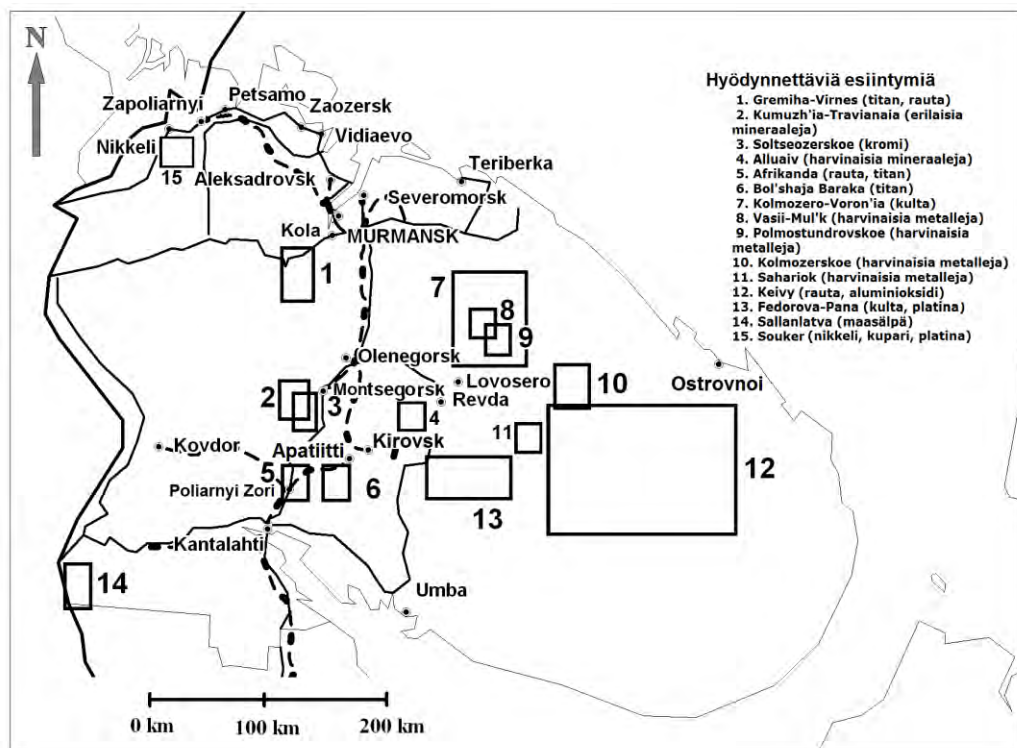 N
Zapoliarnyi
Petsamo
Zaozersk
Vidiaevo
Nikkeli
15
Aleksadrovsk
Teriberka
Severomorsk
Kola
MURMANSK
1
7
8
9
Olenegorsk
2
3
Montsegorsk
Lovosero
Revda
4
10
Ostrovnoi
Kovdor
Apatiitti
Kirovsk
11
5
Poliarnyi Zori
6
13
12
Kantalahti
14
Umba
0 km
100 km
200 km
Hyödynnettäviä esiintymiä
1. Gremiha-Virnes (titan, rauta)
2. Kumuzh'ia-Travianaia (erilaisia
mineraaleja)
3. Soltseozerskoe (kromi)
4. Alluaiv (harvinaisia mineraaleja)
5. Afrikanda (rauta, titan)
6. Bol'shaja Baraka (titan)
7. Kolmozero-Voron'ia (kulta)
8. Vasii-Mul'k (harvinaisia metalleja)
9. Polmostundrovskoe (harvinaisia
metalleja)
10. Kolmozerskoe (harvinaisia metalleja)
11. Sahariok (harvinaisia metalleja)
12. Keivy (rauta, aluminioksidi)
13. Fedorova-Pana (kulta, platina)
14. Sallanlatva (maasälpä)
15. Souker (nikkeli, kupari, platina)